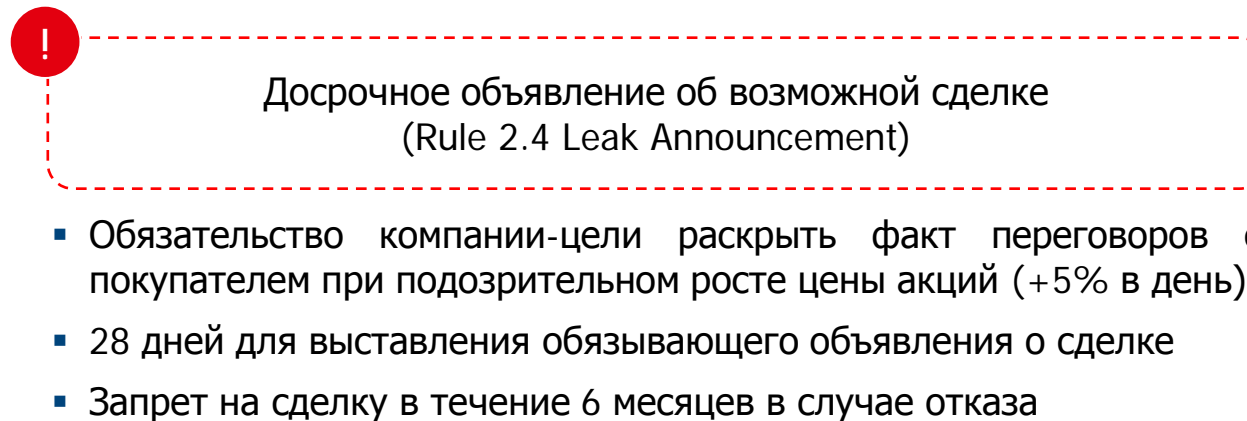 !
Досрочное объявление об возможной сделке
(Rule 2.4 Leak Announcement)
▪ Обязательство компании-цели раскрыть факт переговоров с
покупателем при подозрительном росте цены акций (+5% в день)
▪ 28 дней для выставления обязывающего объявления о сделке
▪ Запрет на сделку в течение 6 месяцев в случае отказа